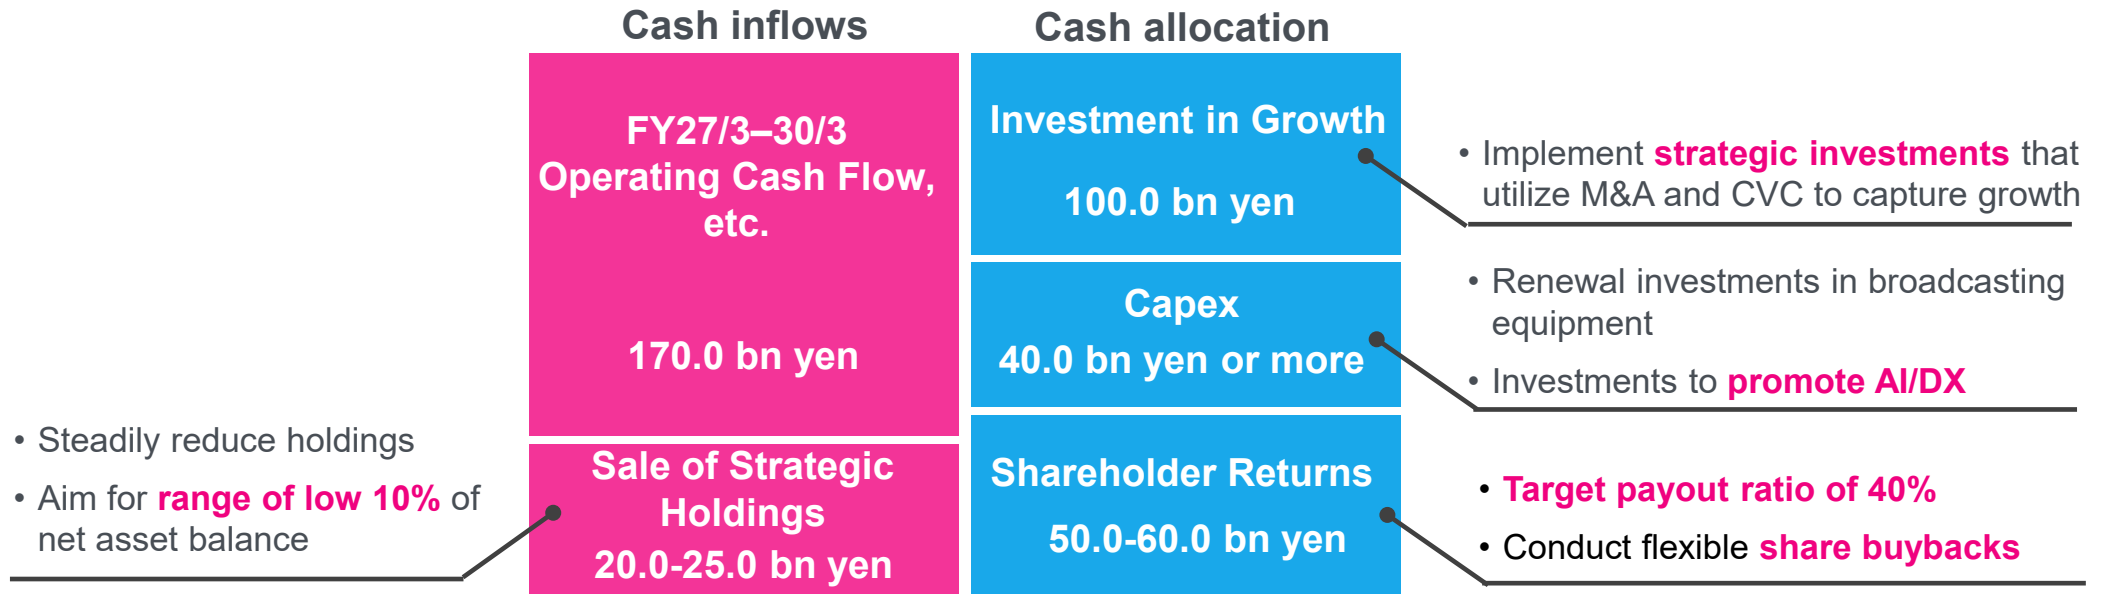 Cash inflows
Cash allocation
FY27/3–30/3
Operating Cash Flow,
etc.
170.0 bn yen
Sale of Strategic
Holdings
20.0-25.0 bn yen
• Steadily reduce holdings
• Aim for range of low 10% of
net asset balance
Investment in Growth
100.0 bn yen
• Implement strategic investments that
utilize M&A and CVC to capture growth
Capex
40.0 bn yen or more
• Renewal investments in broadcasting
equipment
• Investments to promote AI/DX
Shareholder Returns
50.0-60.0 bn yen
• Target payout ratio of 40%
• Conduct flexible share buybacks